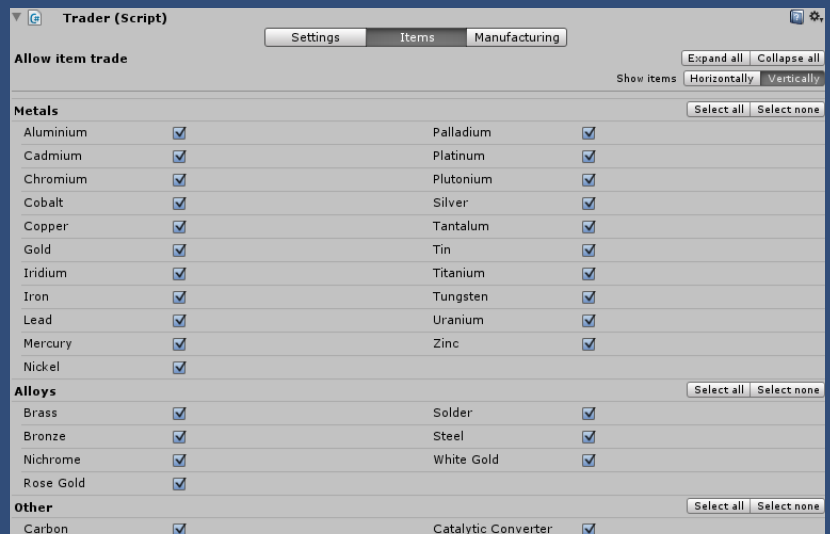 Trader (Script)
Settings Items Manufacturing
Allow item trade Expand all Collapse all
Show items Horizontally Vertically
Metals Select all Select none
Aluminium Palladium
Cadmium Platinum
Chromium Plutonium
Cobalt Silver
Copper Tantalum
Gold Tin
Iridium Titanium
Iron Tungsten
Lead Uranium
Mercury Zinc
Nickel
Alloys Select all Select none
Brass Solder
Bronze Steel
Nichrome White Gold
Rose Gold
Other Select all Select none
Carbon Catalytic Converter